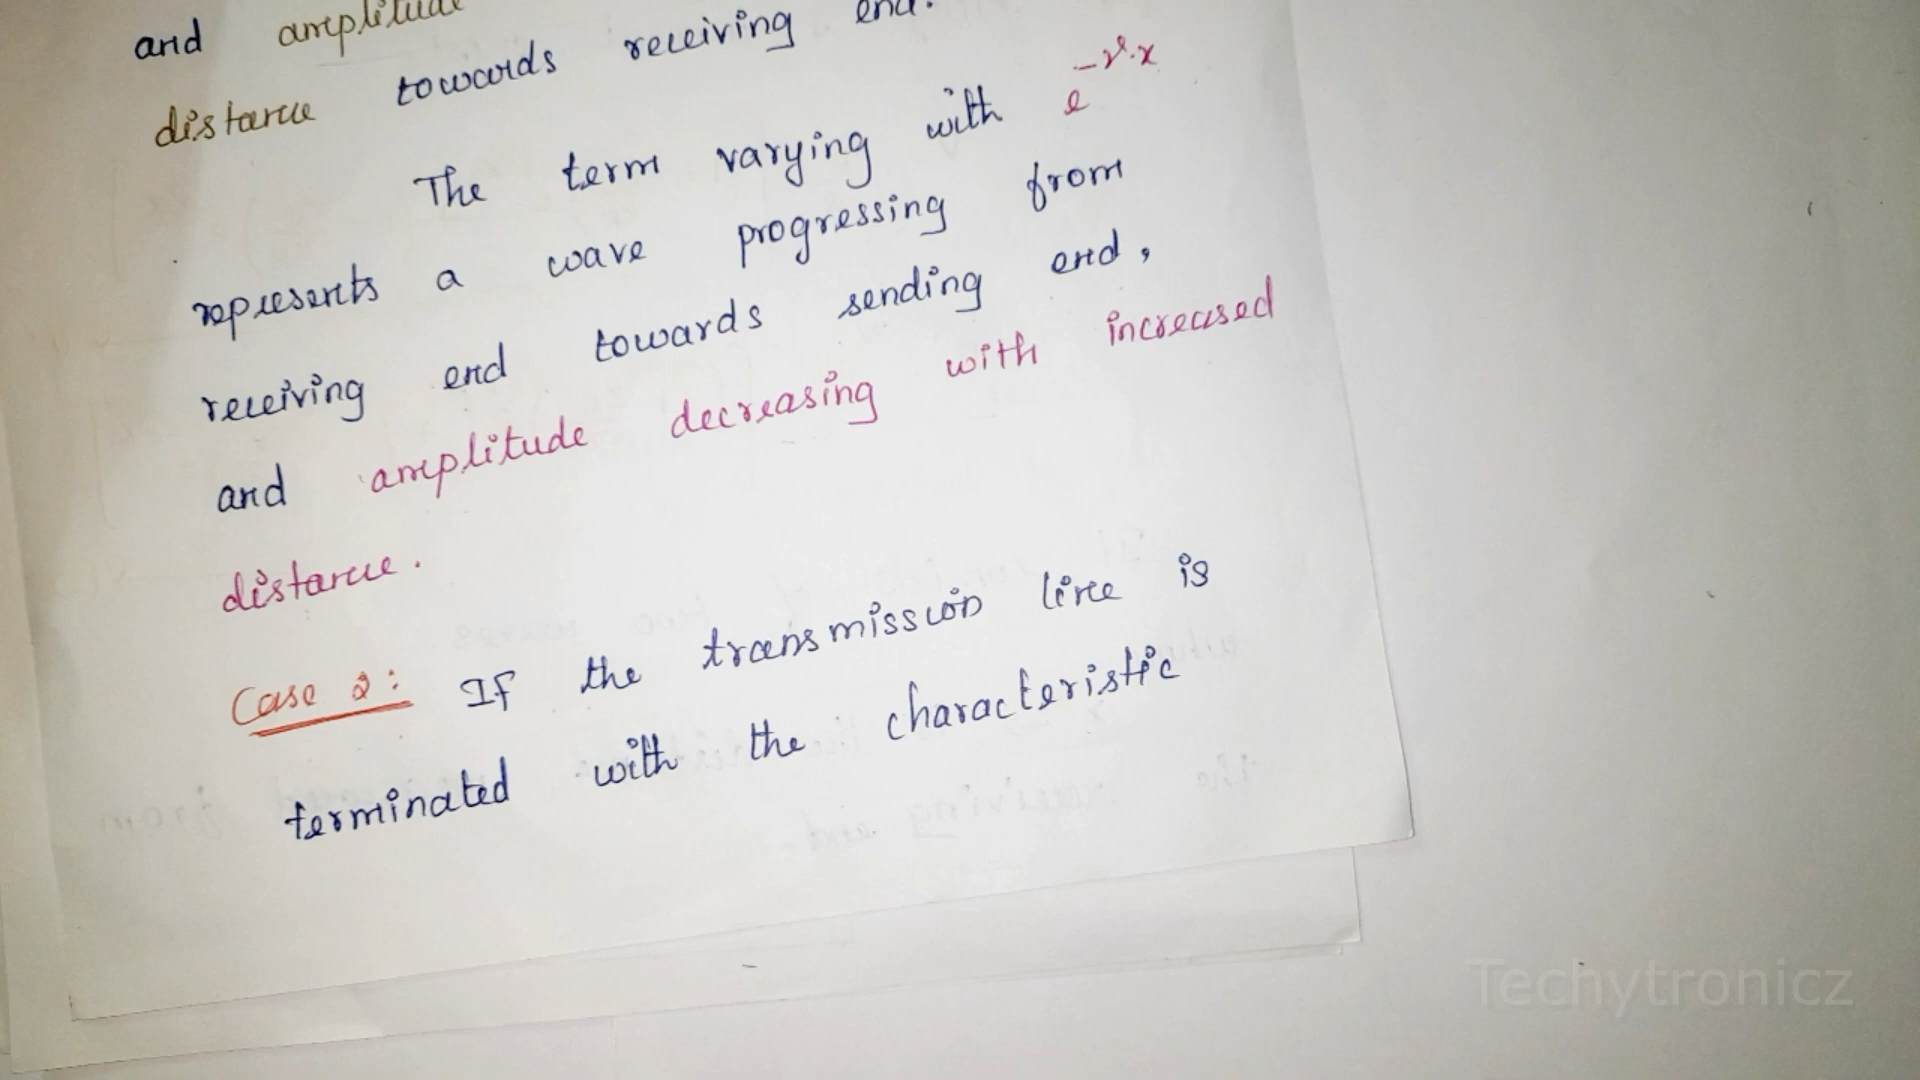 and amplitude
distance towards receiving end.
The term varying with e^-γ.x
represents a wave progressing from
receiving end towards sending end,
and amplitude decreasing with increased
distance.
Case 2: If the transmission line is
terminated with the characteristic
Techytronicz